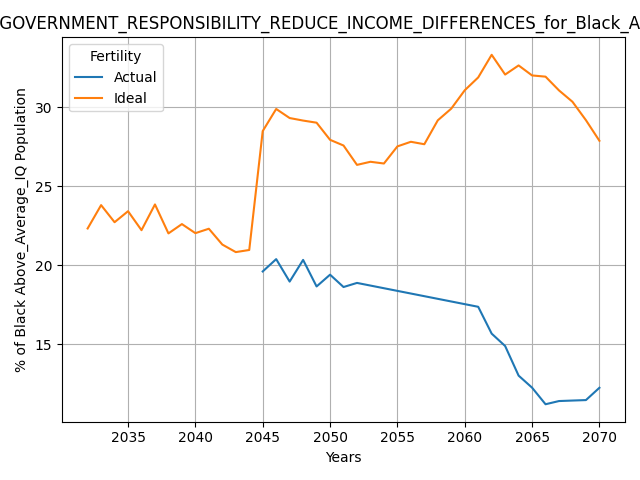 GOVERNMENT_RESPONSIBILITY_REDUCE_INCOME_DIFFERENCES_for_Black_A
Fertility
Actual
Ideal
% of Black Above_Average_IQ Population
30
25
20
15
2035 2040 2045 2050 2055 2060 2065 2070
Years